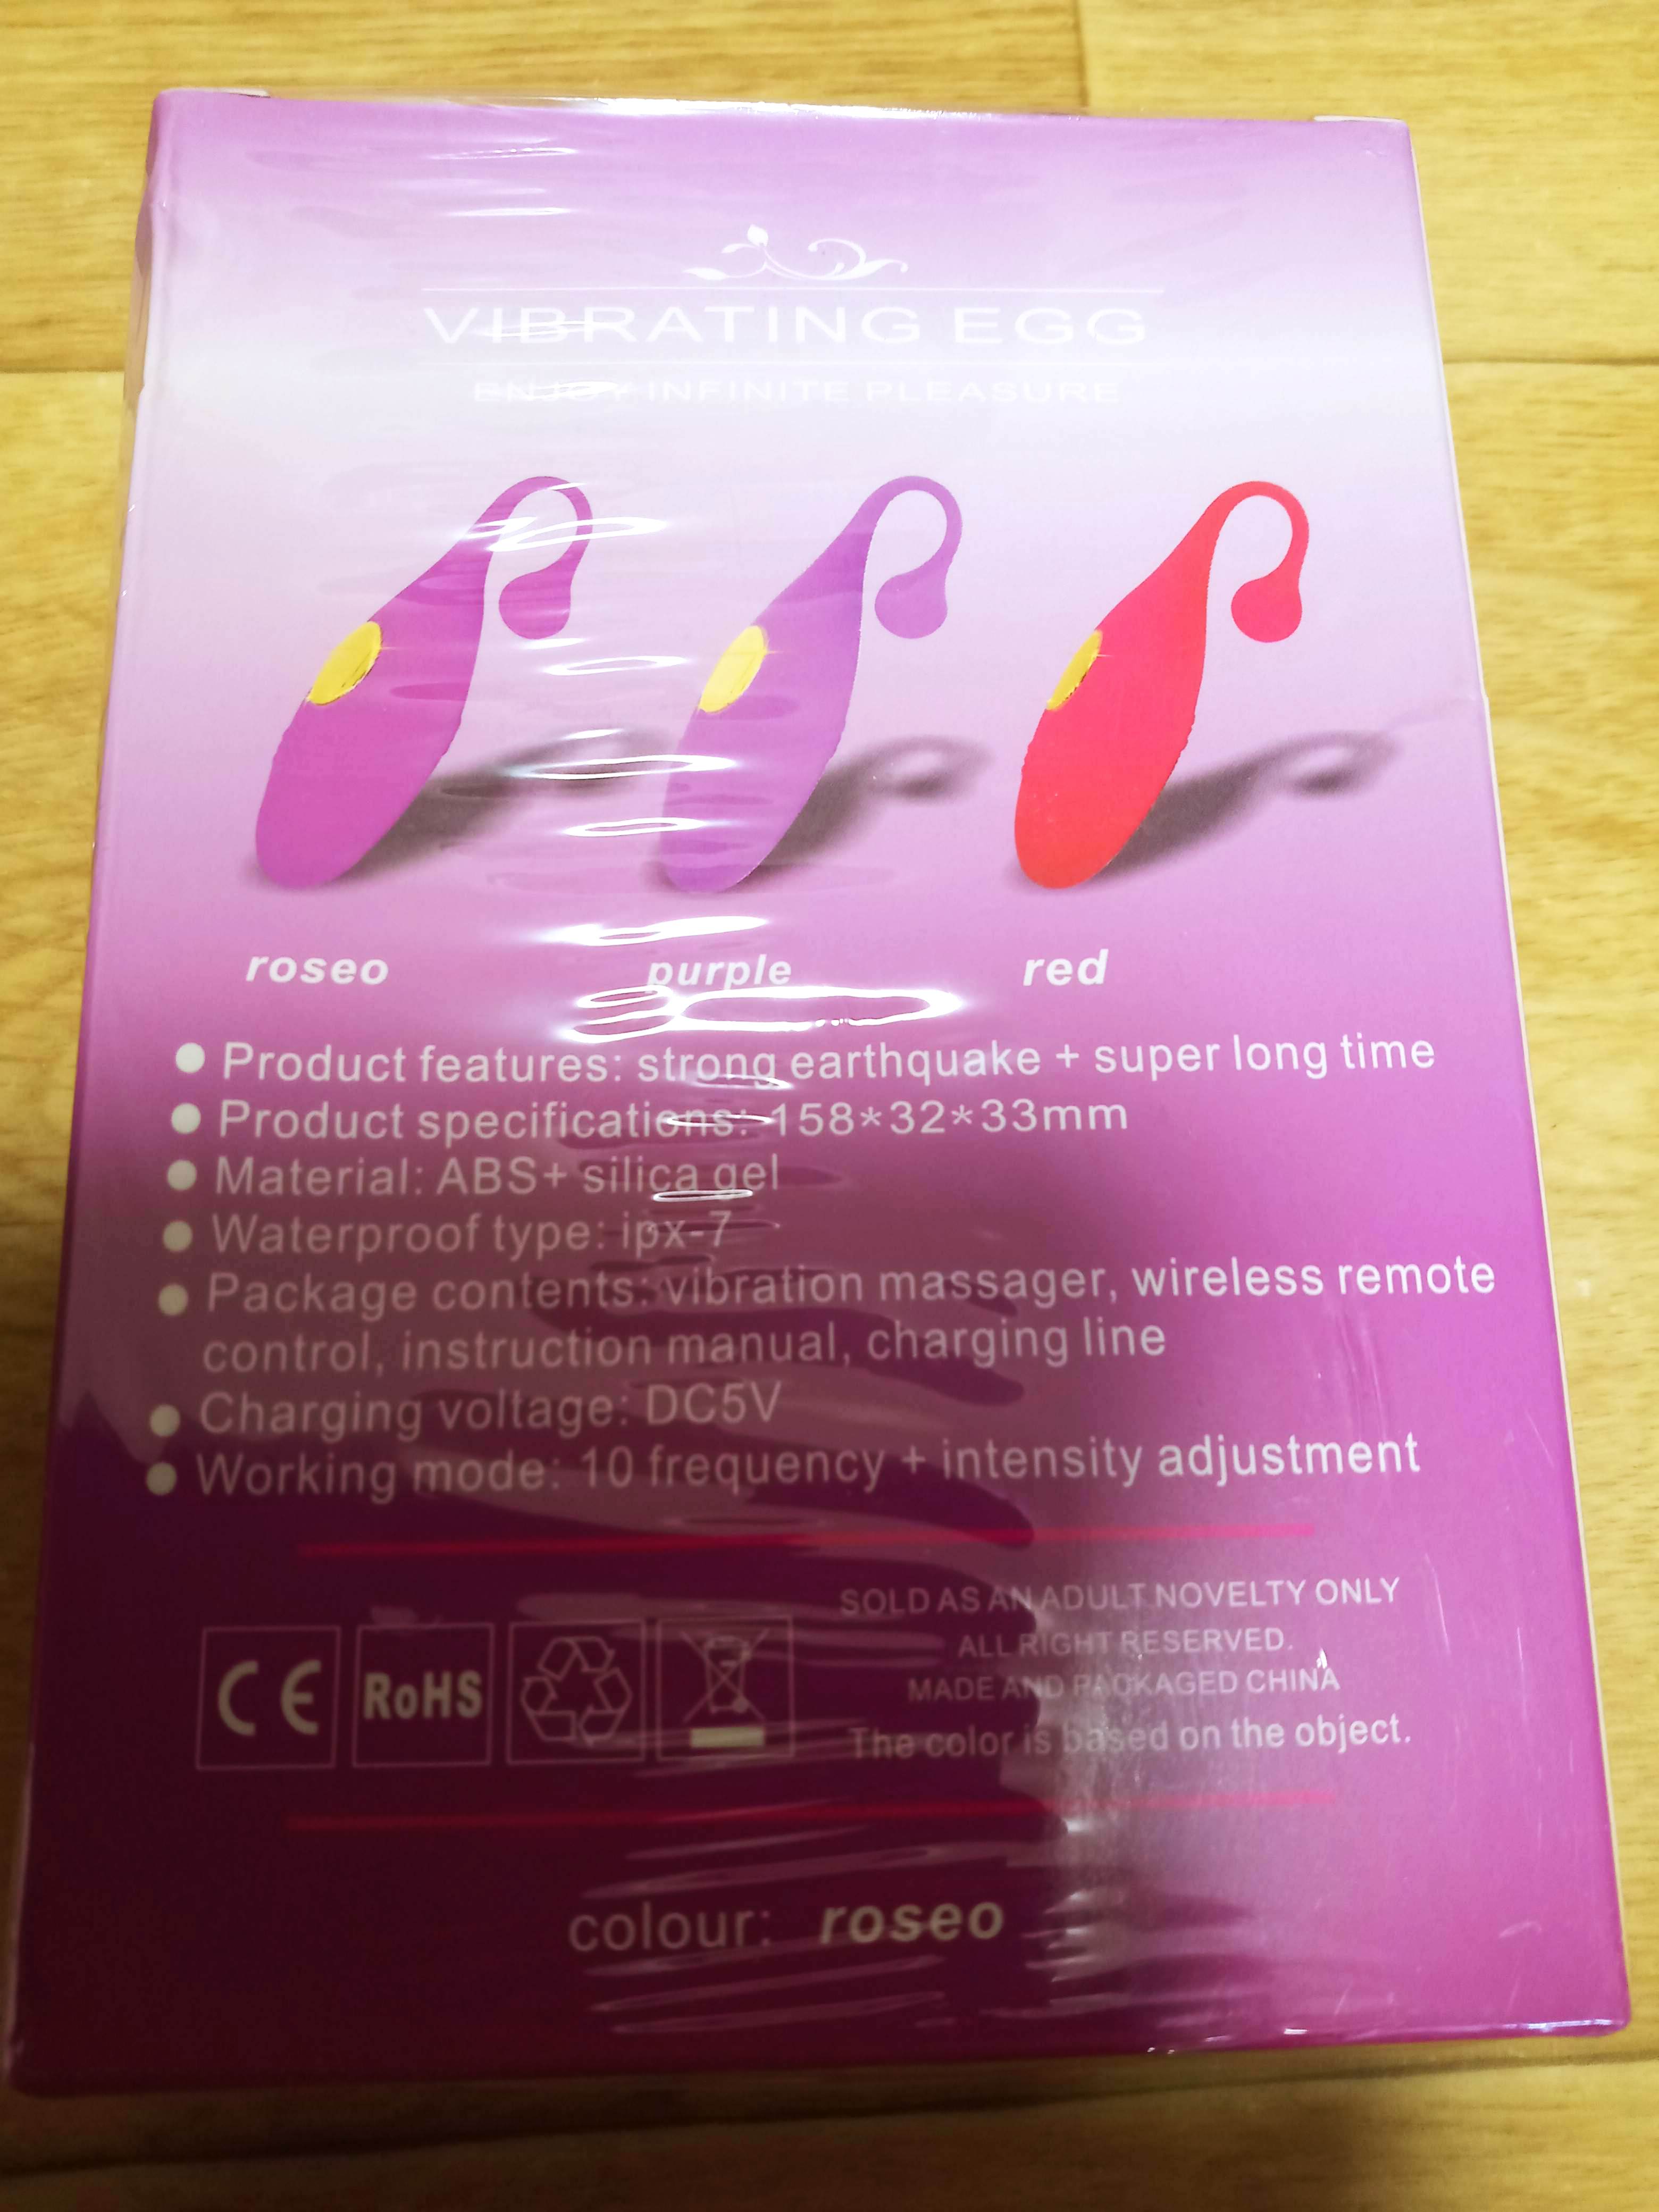 VIBRATING EGG
ENJOY INFINITE PLEASURE
roseo purple red
Product features: strong earthquake + super long time
Product specifications: 158*32*33mm
Material: ABS+ silica gel
Waterproof type: ipx-7
Package contents: vibration massager, wireless remote
control, instruction manual, charging line
Charging voltage: DC5V
Working mode: 10 frequency + intensity adjustment
CE RoHS
SOLD AS AN ADULT NOVELTY ONLY
ALL RIGHT RESERVED.
MADE AND PACKAGED CHINA
The color is based on the object.
colour: roseo